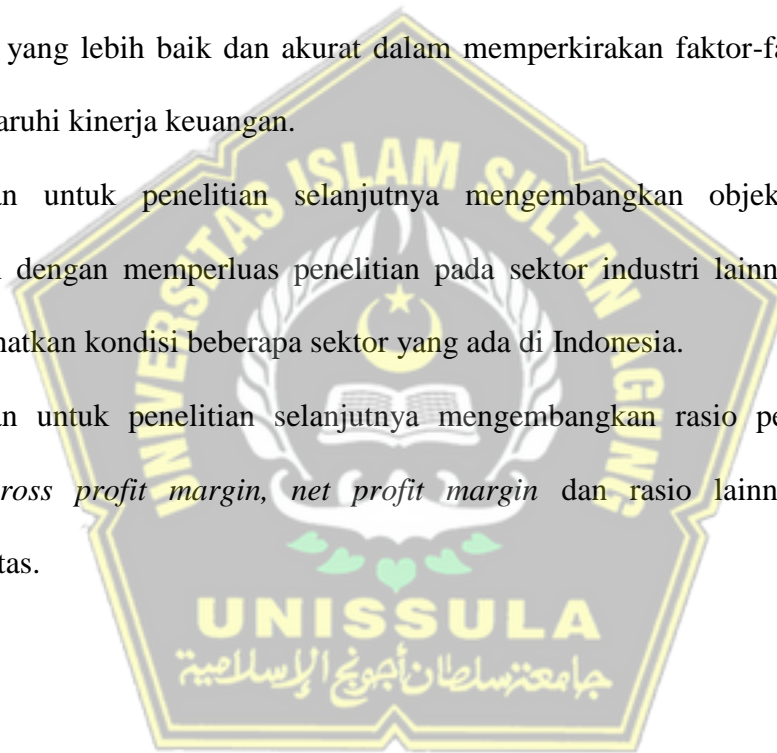 yang lebih baik dan akurat dalam memperkirakan faktor-fa
aruhi kinerja keuangan.
an untuk penelitian selanjutnya mengembangkan objek
dengan memperluas penelitian pada sektor industri lainn
natkan kondisi beberapa sektor yang ada di Indonesia.
an untuk penelitian selanjutnya mengembangkan rasio pe
ross profit margin, net profit margin dan rasio lainn
tas.
UNIVERSITAS ISLAM SULTAN AGUNG
UNISSULA
جامعة سلطان أجونج الإسلامية